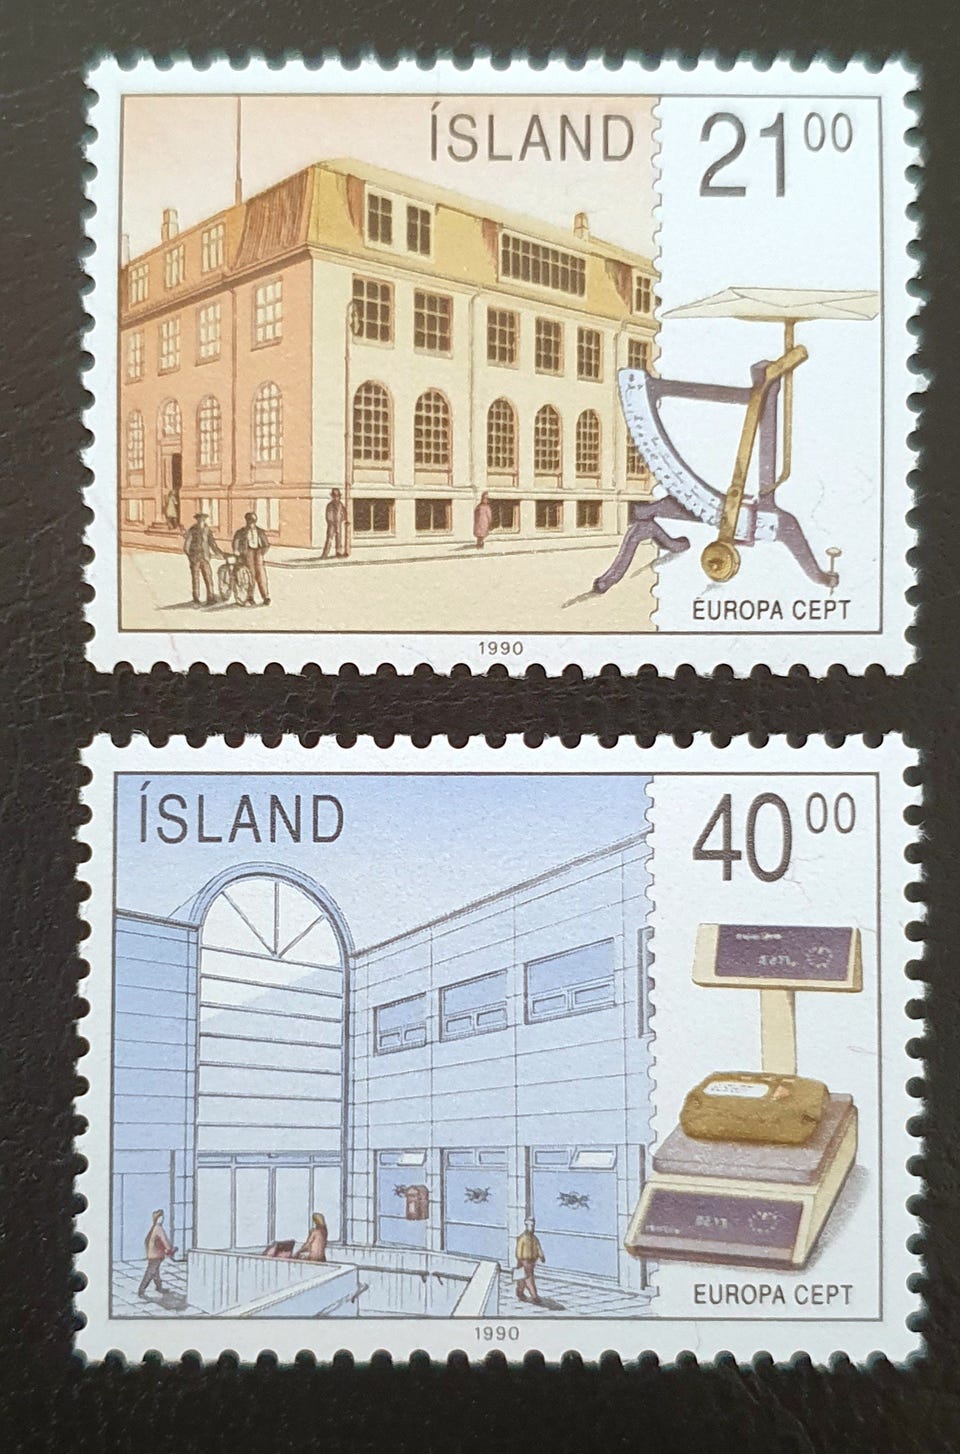 ÍSLAND
21⁰⁰
EUROPA CEPT
1990
ÍSLAND
40⁰⁰
EUROPA CEPT
1990